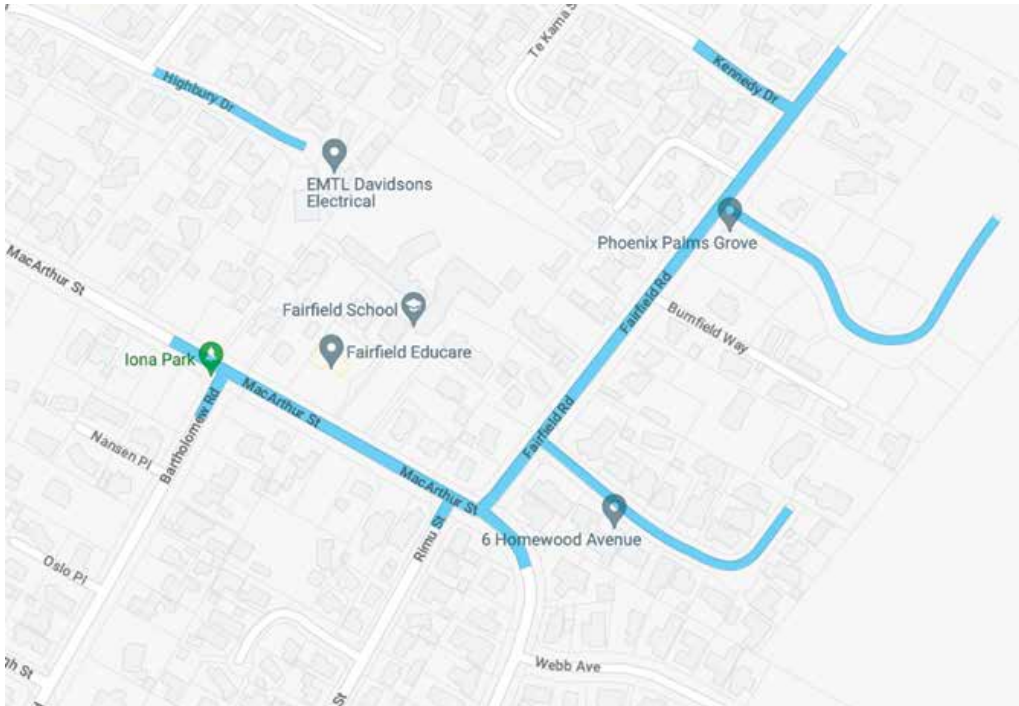 Te Kama S
Kennedy Dr
Highbury Dr
EMTL Davidsons
Electrical
Phoenix Palms Grove
MacArthur St
Fairfield School
Fairfield Rd
Burnfield Way
Iona Park
Fairfield Educare
MacArthur St
Bartholomew Rd
Nansen Pl
Fairfield Rd
MacArthur St
6 Homewood Avenue
Rimu St
Oslo Pl
gh St
Webb Ave
St